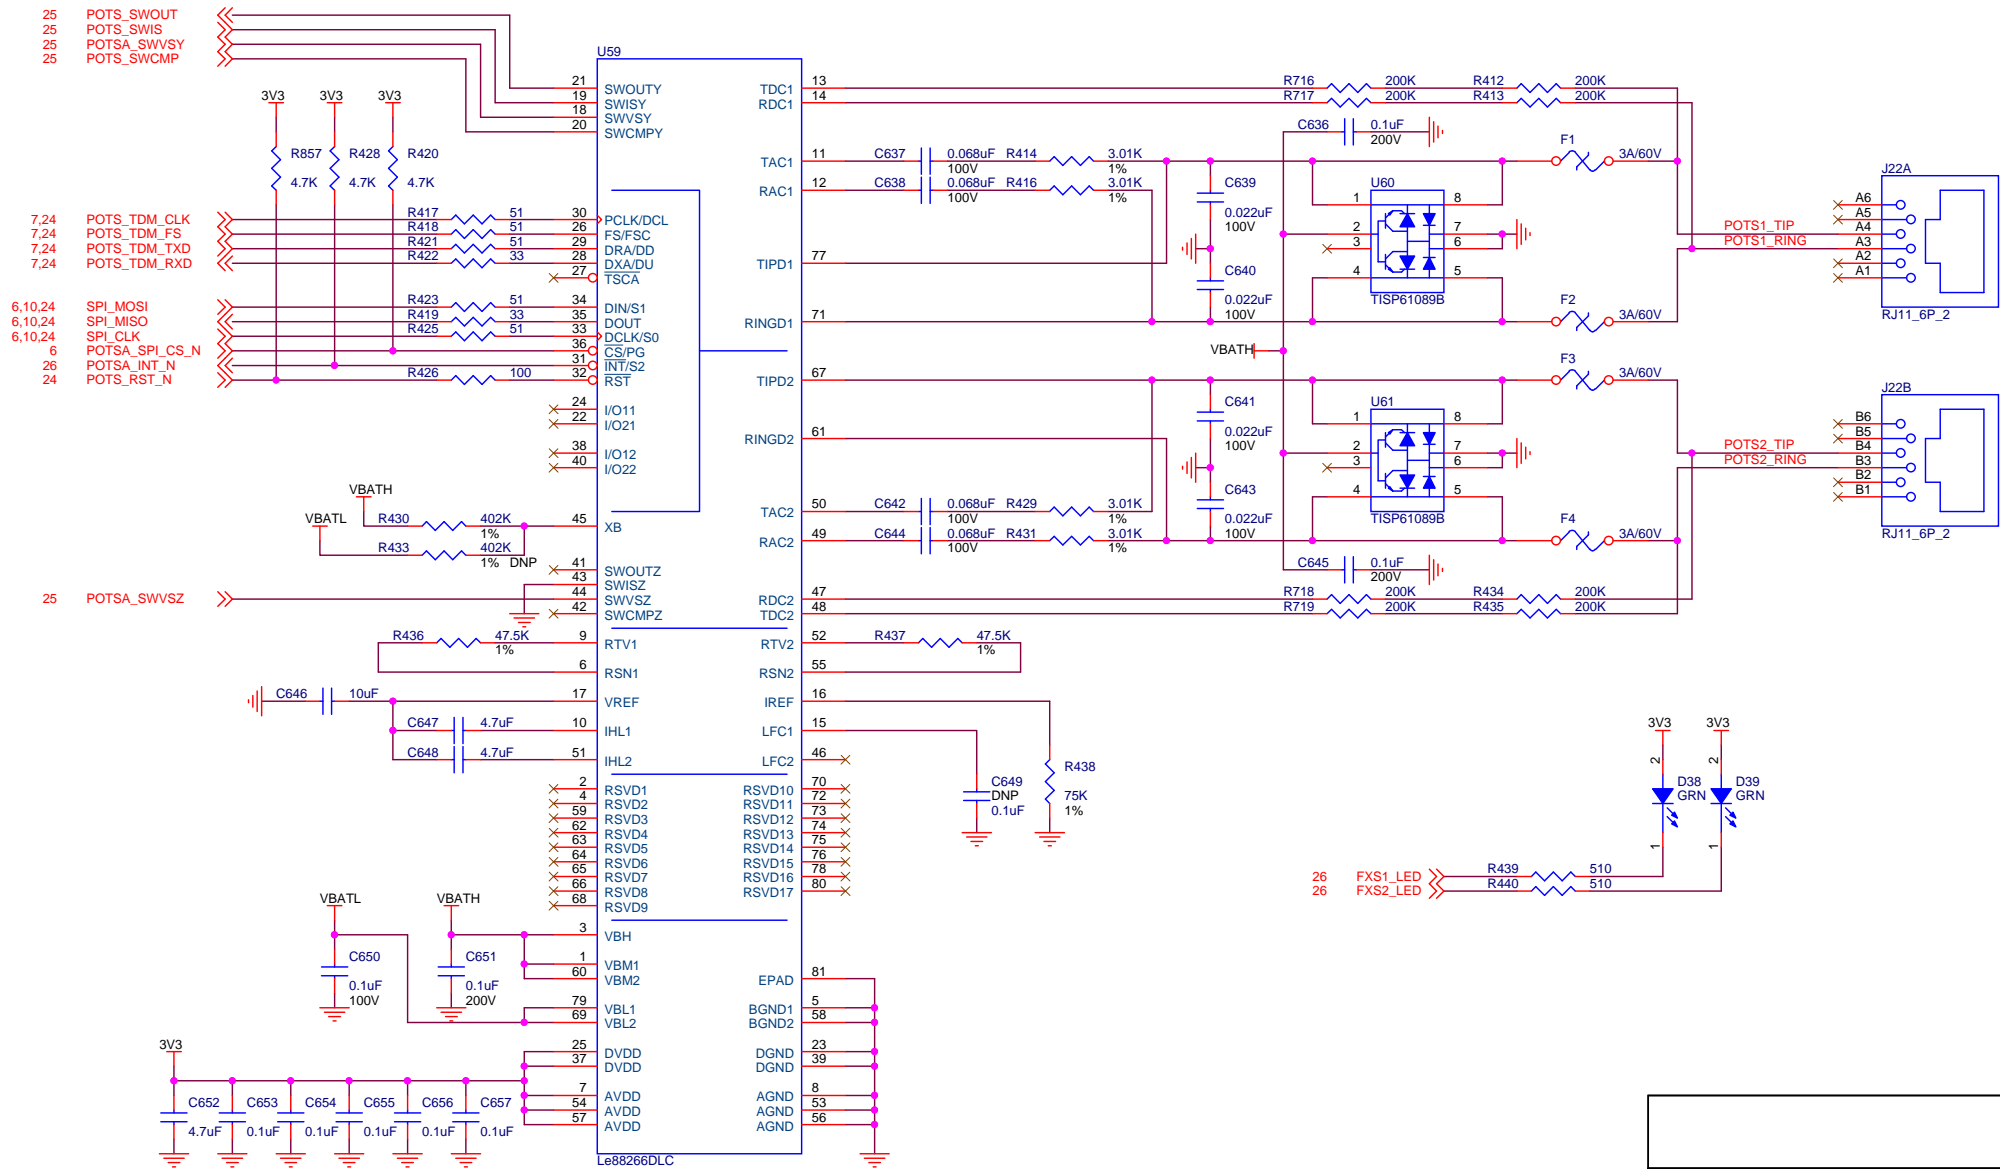 25 POTS_SWOUT
25 POTS_SWIS
25 POTSA_SWVSY
25 POTS_SWCMP
3V3 3V3 3V3
R857 4.7K
R428 4.7K
R420 4.7K
7,24 POTS_TDM_CLK R417 51
7,24 POTS_TDM_FS R418 51
7,24 POTS_TDM_TXD R421 51
7,24 POTS_TDM_RXD R422 33
6,10,24 SPI_MOSI R423 51
6,10,24 SPI_MISO R419 33
6,10,24 SPI_CLK R425 51
6 POTSA_SPI_CS_N
26 POTSA_INT_N
24 POTS_RST_N R426 100
VBATH
VBATL
R430 402K 1%
R433 402K 1% DNP
25 POTSA_SWVSZ
R436 47.5K 1%
C646 10uF
C647 4.7uF
C648 4.7uF
VBATL
C650 0.1uF 100V
VBATH
C651 0.1uF 200V
3V3
C652 4.7uF
C653 0.1uF
C654 0.1uF
C655 0.1uF
C656 0.1uF
C657 0.1uF
U59
21 SWOUTY
19 SWISY
18 SWVSY
20 SWCMPY
30 PCLK/DCL
26 FS/FSC
29 DRA/DD
28 DXA/DU
27 TSCA
34 DIN/S1
35 DOUT
33 DCLK/S0
36 CS/PG
31 INT/S2
32 RST
24 I/O11
22 I/O21
38 I/O12
40 I/O22
45 XB
41 SWOUTZ
43 SWISZ
44 SWVSZ
42 SWCMPZ
9 RTV1
6 RSN1
17 VREF
10 IHL1
51 IHL2
2 RSVD1
4 RSVD2
59 RSVD3
62 RSVD4
63 RSVD5
64 RSVD6
65 RSVD7
66 RSVD8
68 RSVD9
3 VBH
1 VBM1
60 VBM2
79 VBL1
69 VBL2
25 DVDD
37 DVDD
7 AVDD
54 AVDD
57 AVDD
TDC1 13
RDC1 14
TAC1 11
RAC1 12
TIPD1 77
RINGD1 71
TIPD2 67
RINGD2 61
TAC2 50
RAC2 49
RDC2 47
TDC2 48
RTV2 52
RSN2 55
IREF 16
LFC1 15
LFC2 46
RSVD10 70
RSVD11 72
RSVD12 73
RSVD13 74
RSVD14 75
RSVD15 76
RSVD16 78
RSVD17 80
EPAD 81
BGND1 5
BGND2 58
DGND 23
DGND 39
AGND 8
AGND 53
AGND 56
Le88266DLC
R716 200K R412 200K
R717 200K R413 200K
C636 0.1uF 200V
C637 0.068uF 100V R414 3.01K 1%
C638 0.068uF 100V R416 3.01K 1%
C639 0.022uF 100V
C640 0.022uF 100V
U60
1 8
2 7
3 6
4 5
TISP61089B
F1 3A/60V
F2 3A/60V
J22A
A6
A5
A4
A3
A2
A1
RJ11_6P_2
POTS1_TIP
POTS1_RING
VBATH
F3 3A/60V
C641 0.022uF 100V
C643 0.022uF 100V
U61
1 8
2 7
3 6
4 5
TISP61089B
C642 0.068uF 100V R429 3.01K 1%
C644 0.068uF 100V R431 3.01K 1%
F4 3A/60V
C645 0.1uF 200V
R718 200K R434 200K
R719 200K R435 200K
J22B
B6
B5
B4
B3
B2
B1
RJ11_6P_2
POTS2_TIP
POTS2_RING
R437 47.5K 1%
C649 DNP 0.1uF
R438 75K 1%
3V3 3V3
2 2
D38 GRN
D39 GRN
1 1
26 FXS1_LED R439 510
26 FXS2_LED R440 510